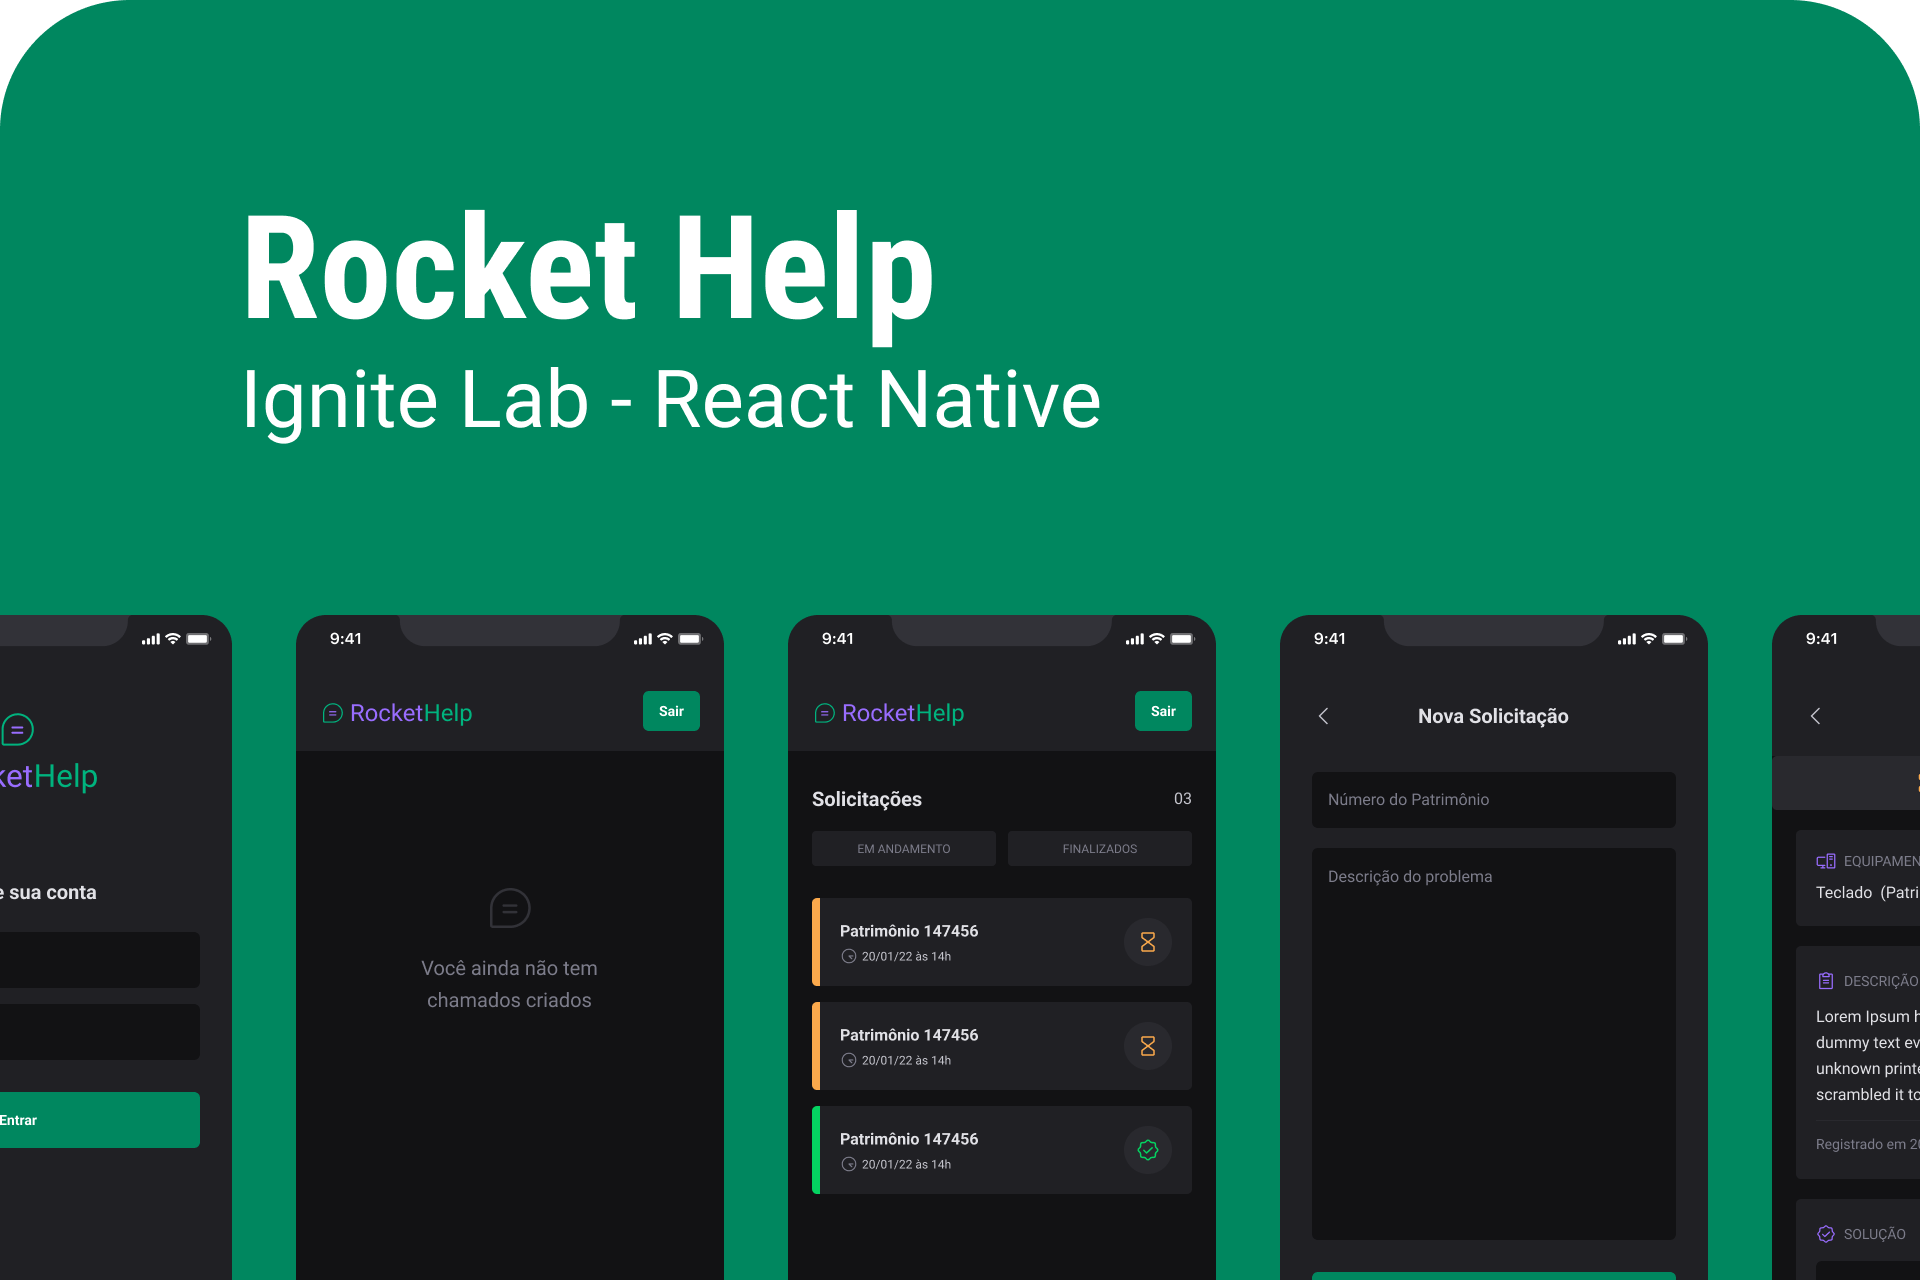 Rocket Help
Ignite Lab - React Native
ketHelp
e sua conta
Entrar
9:41
RocketHelp
Sair
Você ainda não tem
chamados criados
9:41
RocketHelp
Sair
Solicitações
03
EM ANDAMENTO
FINALIZADOS
Patrimônio 147456
20/01/22 às 14h
Patrimônio 147456
20/01/22 às 14h
Patrimônio 147456
20/01/22 às 14h
9:41
Nova Solicitação
Número do Patrimônio
Descrição do problema
9:41
EQUIPAMEN
Teclado (Patri
DESCRIÇÃO
Lorem Ipsum h
dummy text ev
unknown printe
scrambled it to
Registrado em 20
SOLUÇÃO